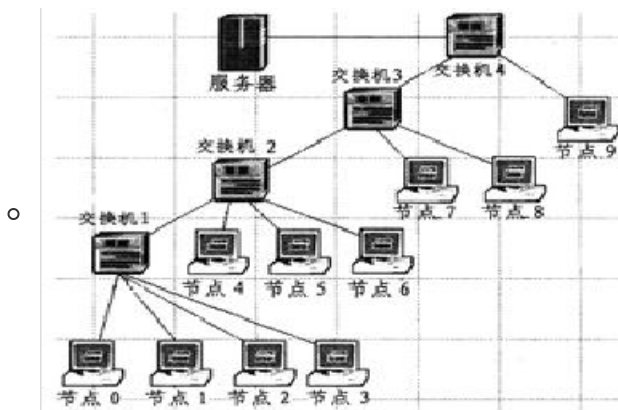 服务器
交换机4
交换机3
节点 9
交换机 2
节点 7
节点 8
交换机1
节点 4
节点 5
节点 6
节点 0
节点 1
节点 2
节点 3